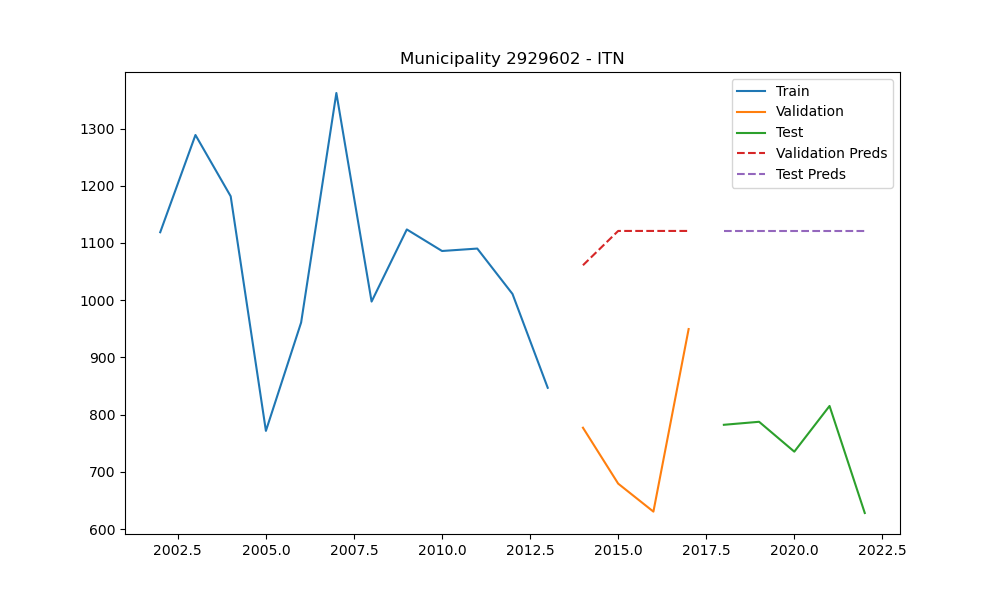 Municipality 2929602 - ITN
Train
Validation
Test
Validation Preds
Test Preds
1300
1200
1100
1000
900
800
700
600
2002.5 2005.0 2007.5 2010.0 2012.5 2015.0 2017.5 2020.0 2022.5